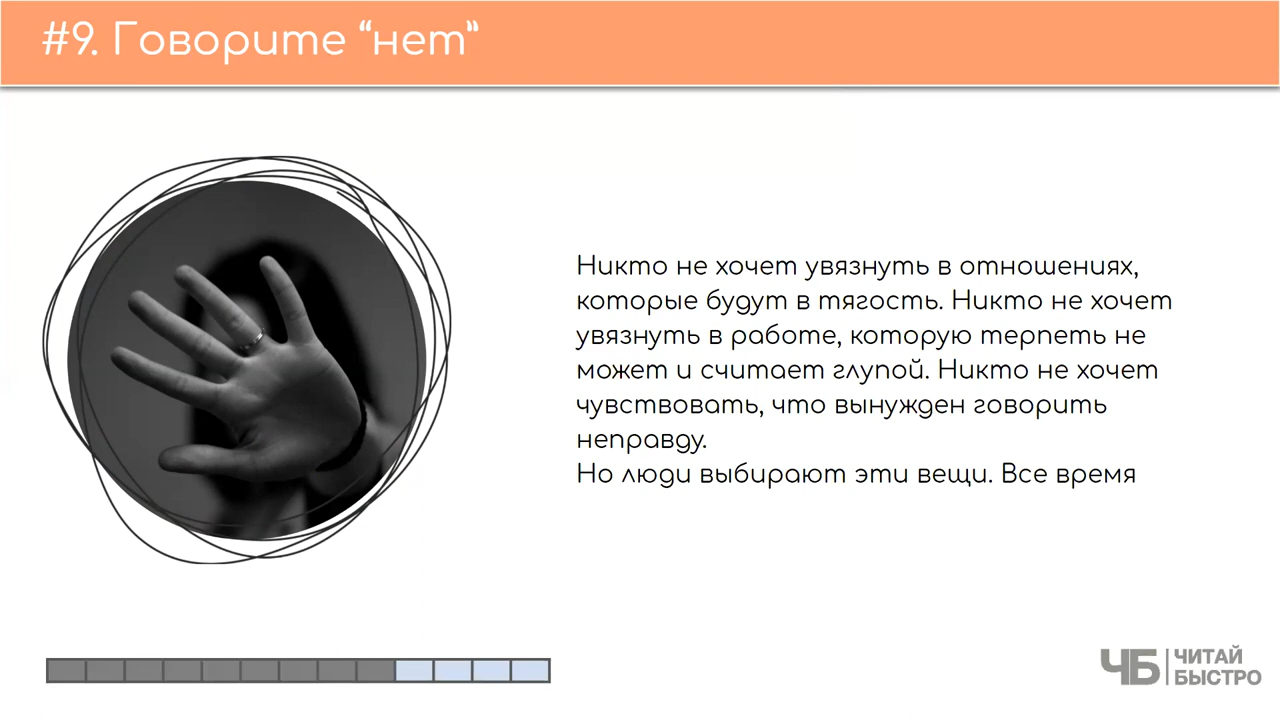 #9. Говорите “нет”
Никто не хочет увязнуть в отношениях,
которые будут в тягость. Никто не хочет
увязнуть в работе, которую терпеть не
может и считает глупой. Никто не хочет
чувствовать, что вынужден говорить
неправду.
Но люди выбирают эти вещи. Все время
ЧБ ЧИТАЙ
БЫСТРО